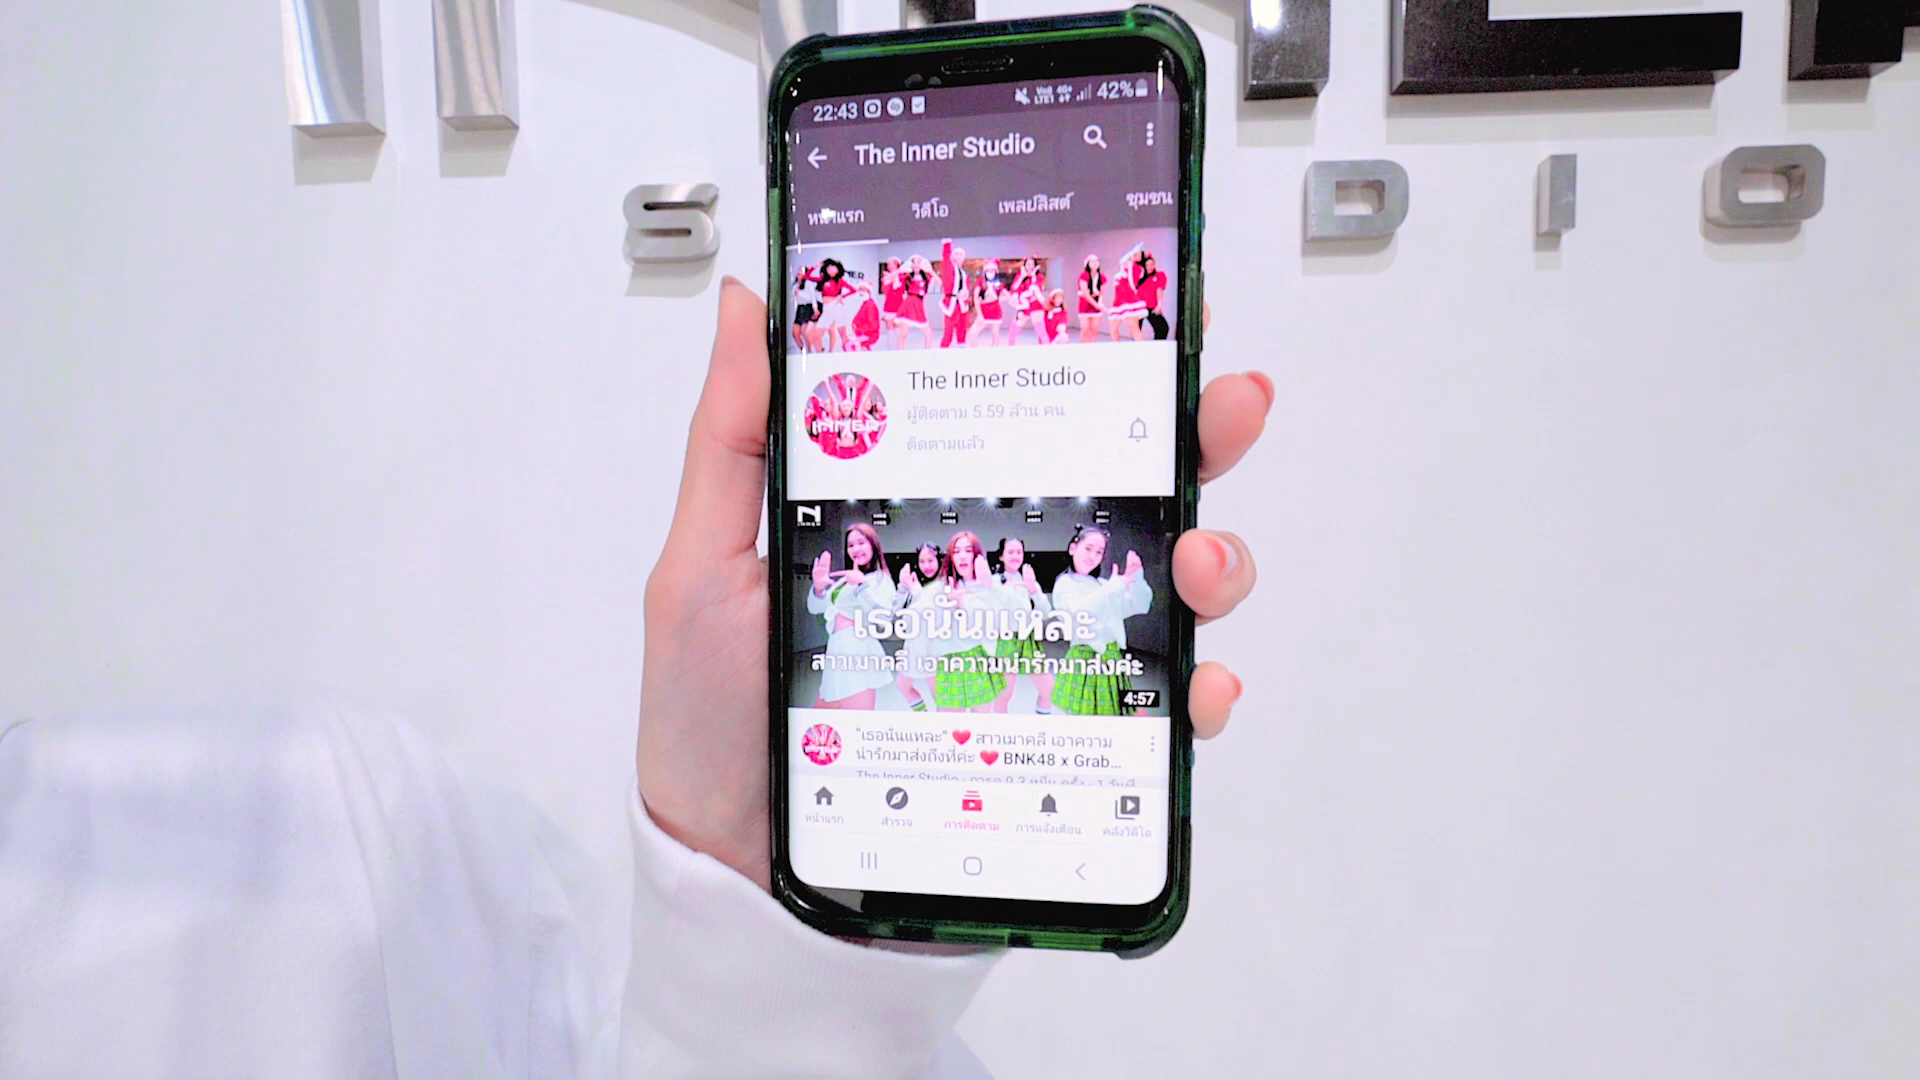 S
D I O
22:43
42%
The Inner Studio
หน้าแรก วิดีโอ เพลย์ลิสต์ ชุมชน
The Inner Studio
ผู้ติดตาม 5.59 ล้าน คน
ติดตามแล้ว
เธอนั่นแหละ
สาวเมาคลี เอาความน่ารักมาส่งค่ะ
4:57
"เธอนั่นแหละ" ❤️ สาวเมาคลี เอาความ
น่ารักมาส่งถึงที่ค่ะ ❤️ BNK48 x Grab...
หน้าแรก สำรวจ การติดตาม การแจ้งเตือน คลังวิดีโอ